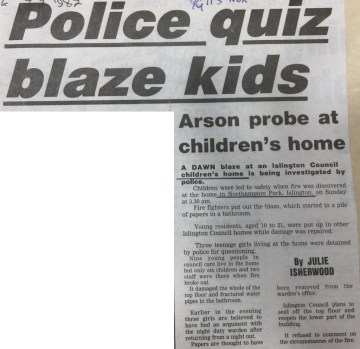 1987
Police quiz
blaze kids
Arson probe at
children's home
A DAWN blaze at an Islington Council
children's home is being investigated by
police.
Children were led to safety when fire was discovered
at the home in Northampton Park, Islington, on Sunday
at 3.30 am.
Fire fighters put out the blaze, which started in a pile
of papers in a bathroom.
Young residents, aged 10 to 21, were put up in other
Islington Council homes while damage was repaired.
Three teenage girls living at the home were detained
by police for questioning.
Nine young people in
council care live in the home
but only six children and two
staff were there when fire
broke out.
It damaged the whole of the
top floor and fractured water
pipes in the bathroom.
Earlier in the evening
three girls are believed to
have had an argument with
the night duty warden after
returning from a night out.
Papers are thought to have
By JULIE
ISHERWOOD
been removed from the
warden's office.
Islington Council plans to
seal off the top floor and
reopen the lower part of the
building.
It refused to comment on
the circumstances of the fire.